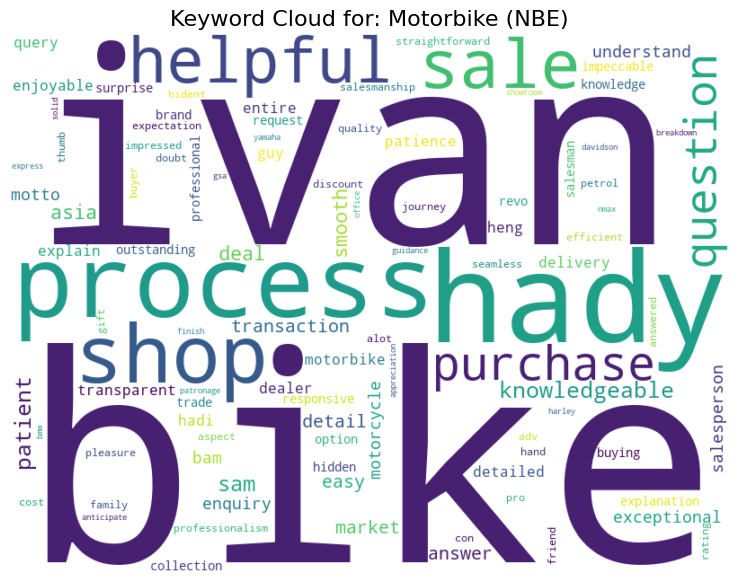 Keyword Cloud for: Motorbike (NBE)
query
straightforward
helpful
sale
understand
enjoyable
surprise
hident
salesmanship
showroom
impeccable
knowledge
question
solid
ivan
brand
entire
expectation
request
yamaha
quality
patience
thumb
impressed
doubt
professional
guy
salesman
davidson
breakdown
express
buyer
gsa
discount
petrol
motto
asia
smooth
office
journey
revo
nmax
heng
efficient
explain
outstanding
deal
guidance
seamless
delivery
process
hady
gift
finish
transaction
answered
shop
alot
motorbike
appreciation
purchase
patient
transparent
patronage
dealer
knowledgeable
trade
responsive
motorcycle
harley
salesperson
bike
bmw
hadi
aspect
detail
option
adv
hand
buying
pleasure
bam
hidden
detailed
cost
family
sam
easy
pro
explanation
anticipate
enquiry
exceptional
professionalism
market
con
answer
friend
rating
collection